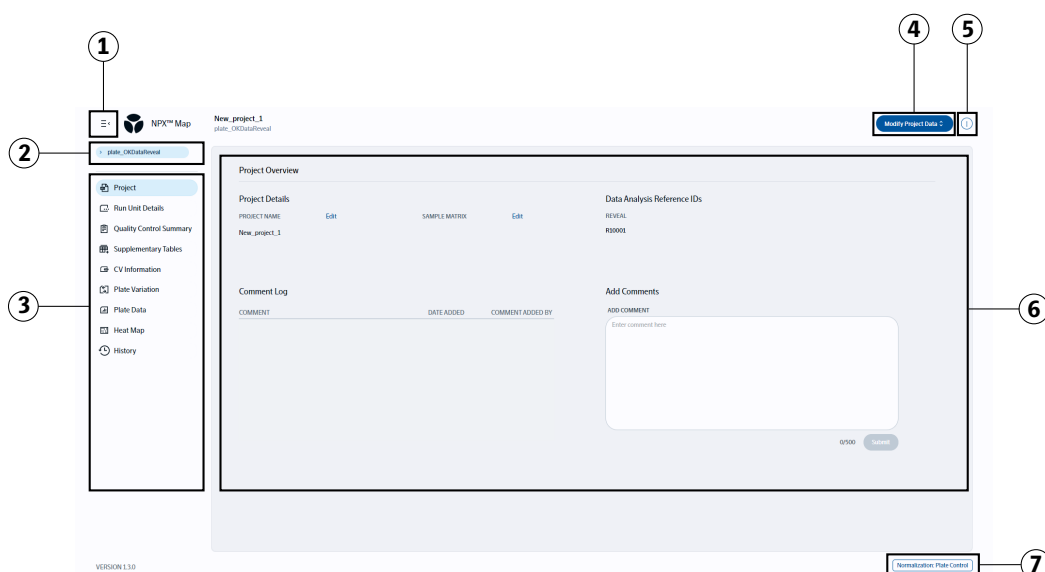 1
4
5
NPX™ Map
New_project_1
plate_OKDataReveal
Modify Project Data
2
plate_OKDataReveal
Project Overview
Project
Run Unit Details
Quality Control Summary
Supplementary Tables
CV Information
Plate Variation
Plate Data
Heat Map
History
3
Project Details
PROJECT NAME Edit SAMPLE MATRIX Edit
New_project_1
Data Analysis Reference IDs
REVEAL
R10001
Comment Log
COMMENT DATE ADDED COMMENT ADDED BY
Add Comments
ADD COMMENT
Enter comment here
0/500 Submit
6
VERSION 1.3.0
Normalization: Plate Control
7